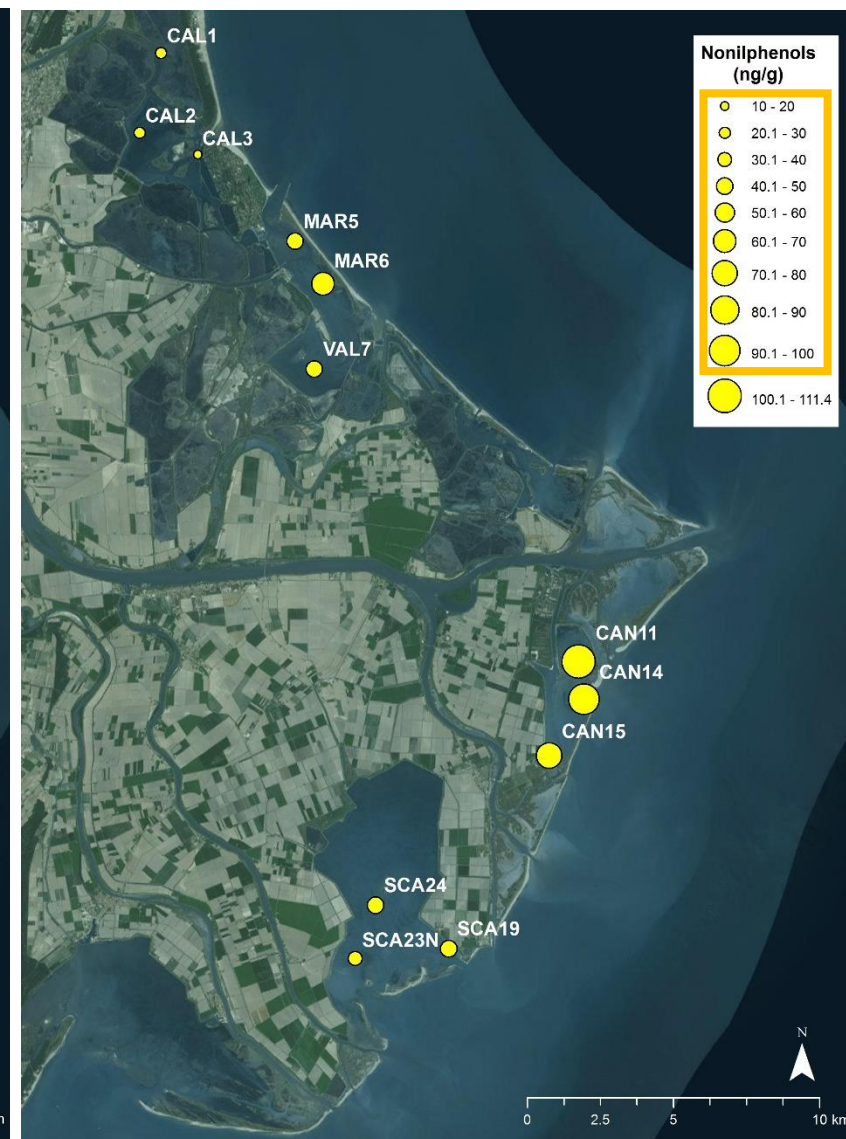 CAL1
CAL2
CAL3
MAR5
MAR6
VAL7
CAN11
CAN14
CAN15
SCA24
SCA23N
SCA19
Nonilphenols
(ng/g)
10 - 20
20.1 - 30
30.1 - 40
40.1 - 50
50.1 - 60
60.1 - 70
70.1 - 80
80.1 - 90
90.1 - 100
100.1 - 111.4
N
0 2.5 5 10 km